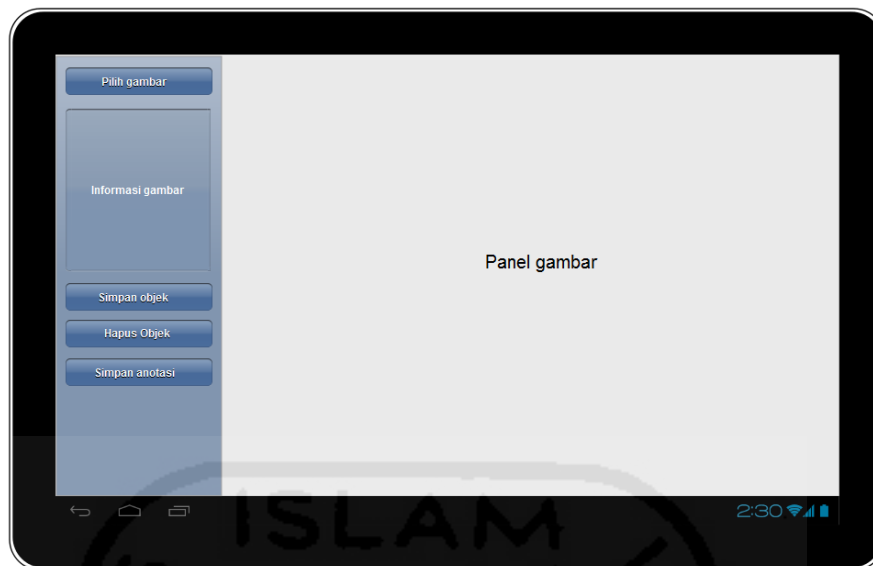 Pilih gambar
Informasi gambar
Simpan objek
Hapus Objek
Simpan anotasi
Panel gambar
ISLAM
2:30